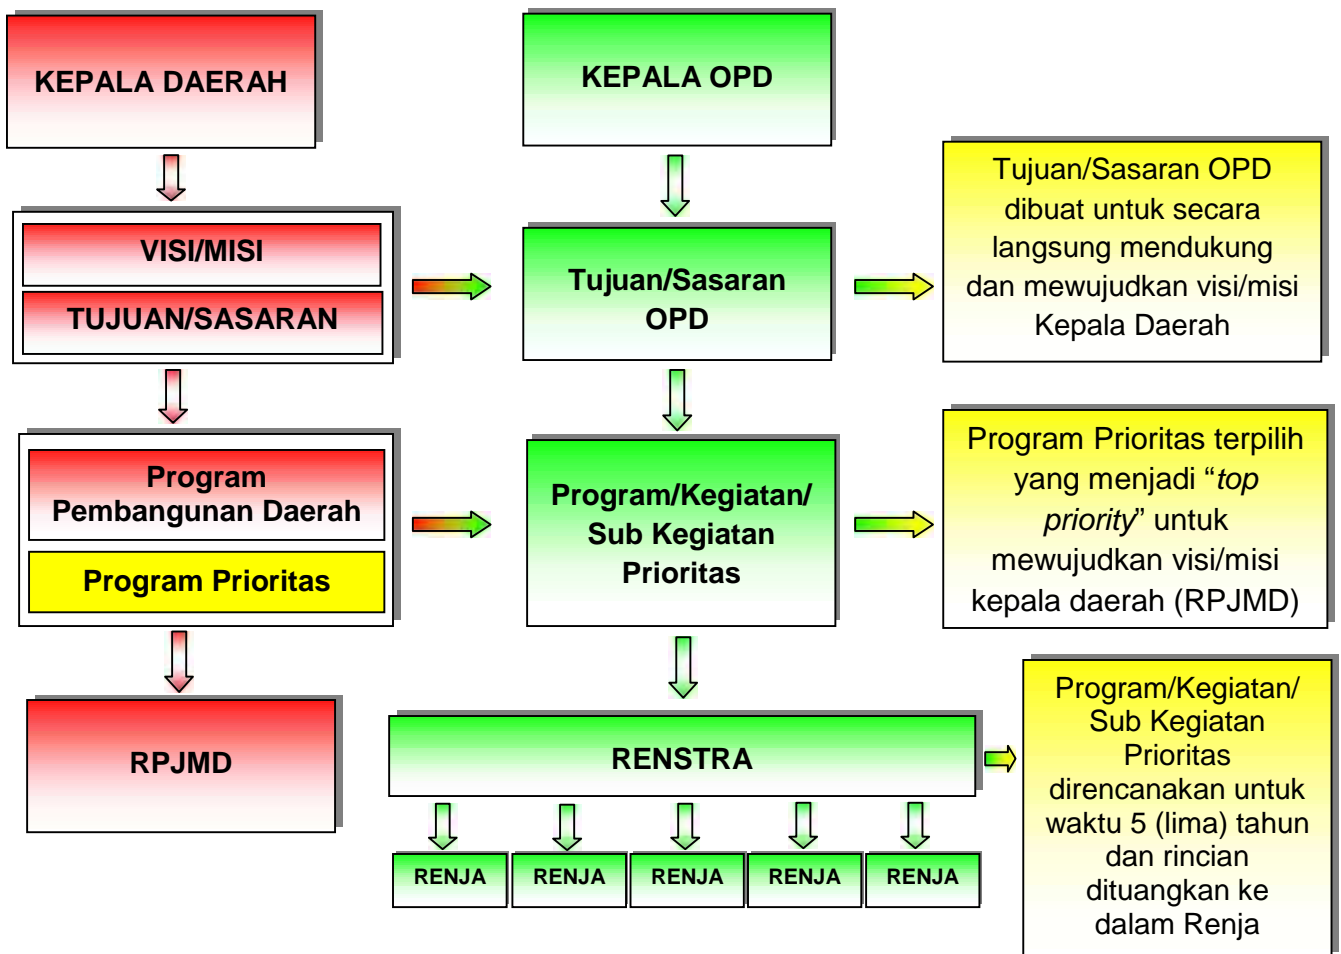 KEPALA DAERAH
KEPALA OPD
VISI/MISI
TUJUAN/SASARAN
Tujuan/Sasaran
OPD
Tujuan/Sasaran OPD
dibuat untuk secara
langsung mendukung
dan mewujudkan visi/misi
Kepala Daerah
Program
Pembangunan Daerah
Program Prioritas
Program/Kegiatan/
Sub Kegiatan
Prioritas
Program Prioritas terpilih
yang menjadi “top
priority” untuk
mewujudkan visi/misi
kepala daerah (RPJMD)
RPJMD
RENSTRA
Program/Kegiatan/
Sub Kegiatan
Prioritas
direncanakan untuk
waktu 5 (lima) tahun
dan rincian
dituangkan ke
dalam Renja
RENJA
RENJA
RENJA
RENJA
RENJA